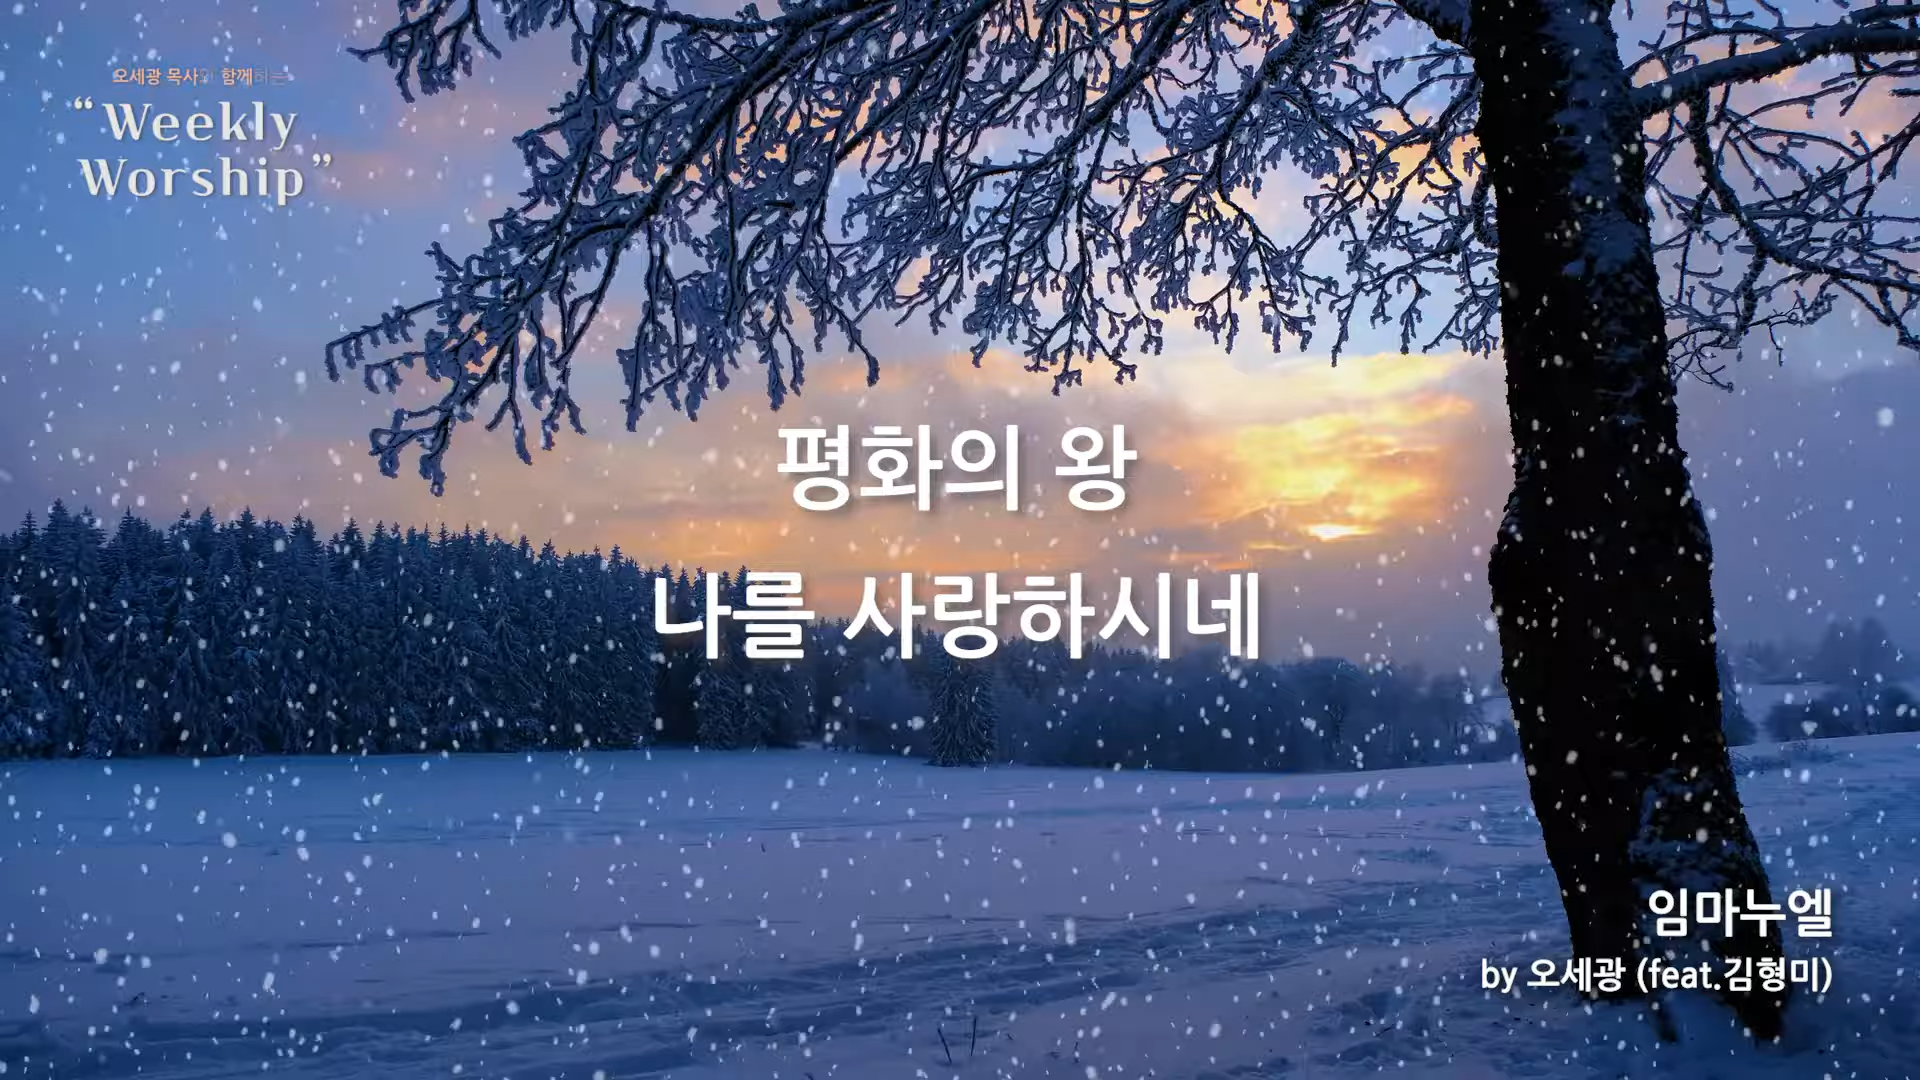 오세광 목사와 함께하는
“Weekly
Worship”
평화의 왕
나를 사랑하시네
임마누엘
by 오세광 (feat.김형미)